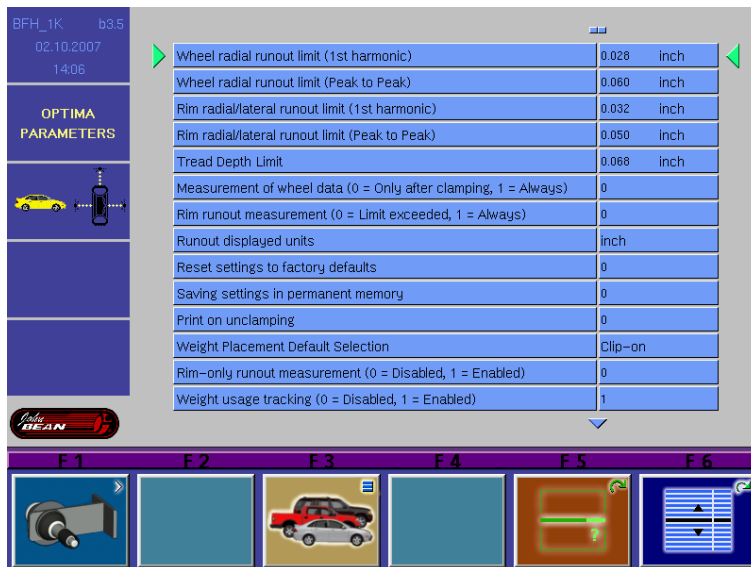 BFH_1K b3.5
02.10.2007
14:06
OPTIMA
PARAMETERS
Wheel radial runout limit (1st harmonic) 0.028 inch
Wheel radial runout limit (Peak to Peak) 0.060 inch
Rim radial/lateral runout limit (1st harmonic) 0.032 inch
Rim radial/lateral runout limit (Peak to Peak) 0.050 inch
Tread Depth Limit 0.068 inch
Measurement of wheel data (0 = Only after clamping, 1 = Always) 0
Rim runout measurement (0 = Limit exceeded, 1 = Always) 0
Runout displayed units inch
Reset settings to factory defaults 0
Saving settings in permanent memory 0
Print on unclamping 0
Weight Placement Default Selection Clip-on
Rim-only runout measurement (0 = Disabled, 1 = Enabled) 0
Weight usage tracking (0 = Disabled, 1 = Enabled) 1
John
BEAN
F 1 F 2 F 3 F 4 F 5 F 6
?